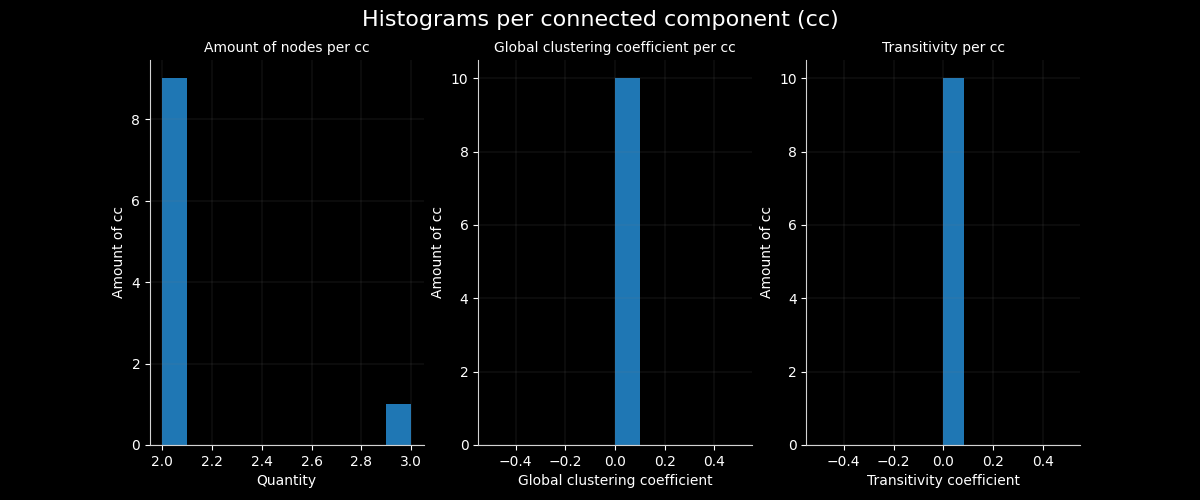 Histograms per connected component (cc)
Amount of nodes per cc
Amount of cc
8
6
4
2
0
2.0 2.2 2.4 2.6 2.8 3.0
Quantity
Global clustering coefficient per cc
Amount of cc
10
8
6
4
2
0
−0.4 −0.2 0.0 0.2 0.4
Global clustering coefficient
Transitivity per cc
Amount of cc
10
8
6
4
2
0
−0.4 −0.2 0.0 0.2 0.4
Transitivity coefficient